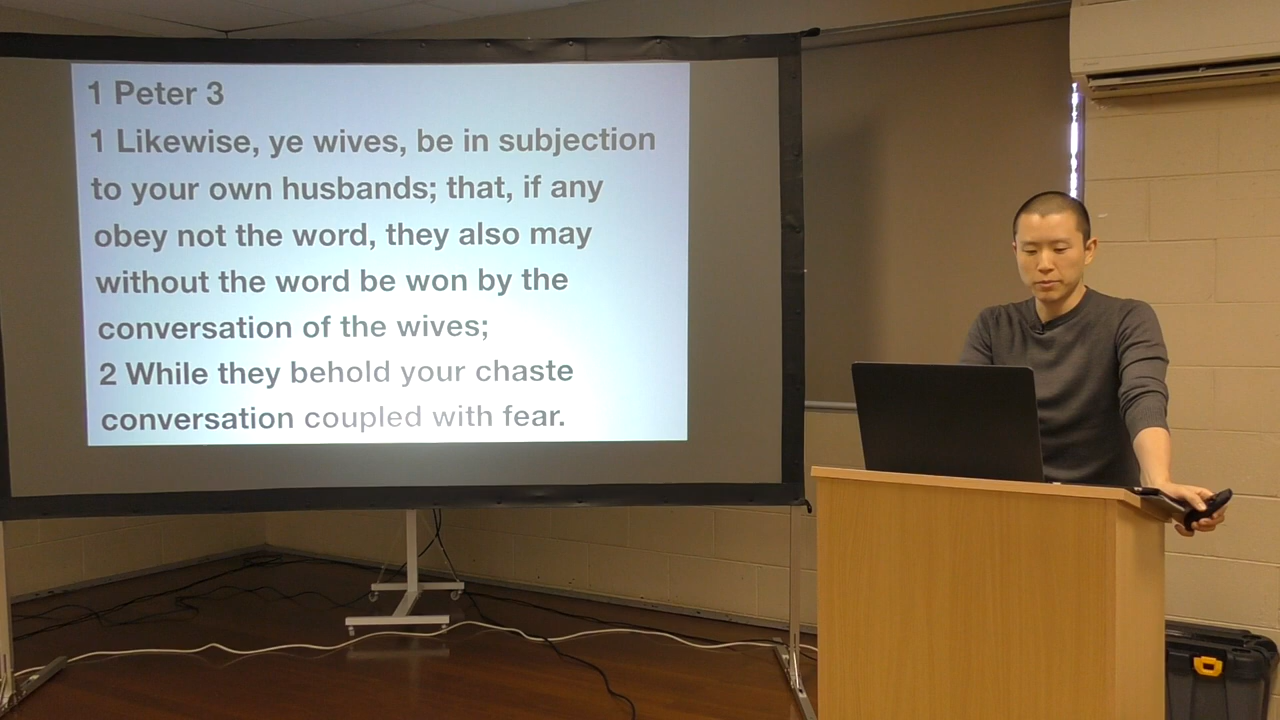 1 Peter 3
1 Likewise, ye wives, be in subjection
to your own husbands; that, if any
obey not the word, they also may
without the word be won by the
conversation of the wives;
2 While they behold your chaste
conversation coupled with fear.